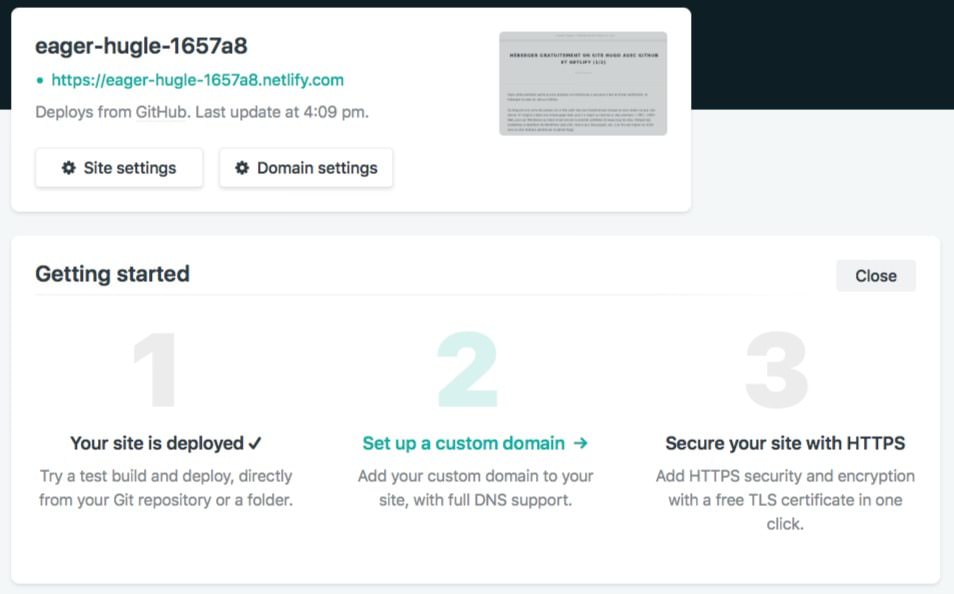 eager-hugle-1657a8
https://eager-hugle-1657a8.netlify.com
Deploys from GitHub. Last update at 4:09 pm.
Site settings
Domain settings
HÉBERGER GRATUITEMENT UN SITE HUGO AVEC GITHUB
ET NETLIFY (1/2)
Getting started
Close
1
Your site is deployed ✓
Try a test build and deploy, directly
from your Git repository or a folder.
2
Set up a custom domain →
Add your custom domain to your
site, with full DNS support.
3
Secure your site with HTTPS
Add HTTPS security and encryption
with a free TLS certificate in one
click.